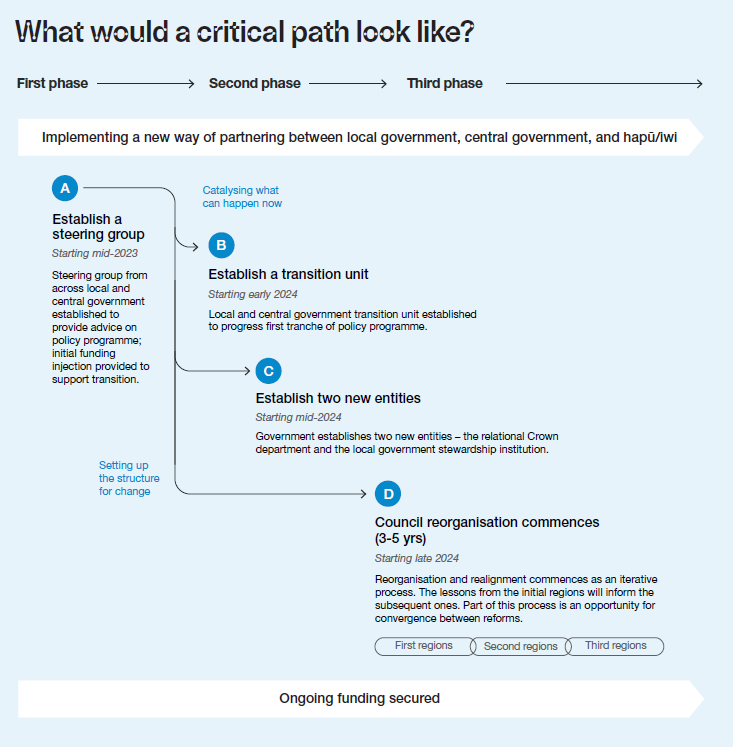 What would a critical path look like?
First phase
Second phase
Third phase
Implementing a new way of partnering between local government, central government, and hapū/iwi
A
Establish a
steering group
Starting mid-2023
Steering group from
across local and
central government
established to
provide advice on
policy programme;
initial funding
injection provided to
support transition.
Catalysing what
can happen now
B
Establish a transition unit
Starting early 2024
Local and central government transition unit established
to progress first tranche of policy programme.
C
Establish two new entities
Starting mid-2024
Government establishes two new entities – the relational Crown
department and the local government stewardship institution.
Setting up
the structure
for change
D
Council reorganisation commences
(3-5 yrs)
Starting late 2024
Reorganisation and realignment commences as an iterative
process. The lessons from the initial regions will inform the
subsequent ones. Part of this process is an opportunity for
convergence between reforms.
First regions
Second regions
Third regions
Ongoing funding secured